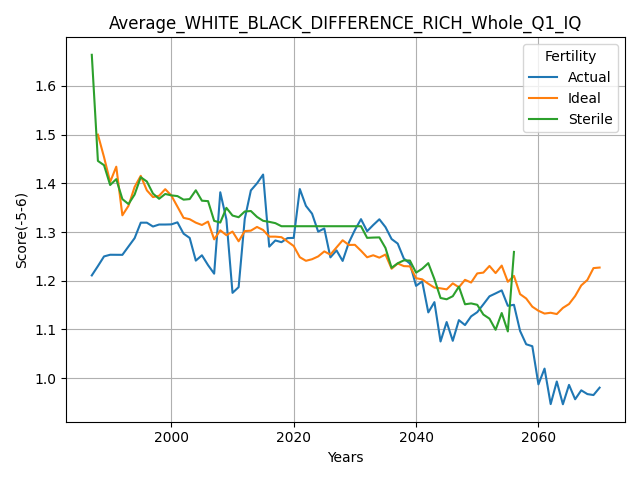 Average_WHITE_BLACK_DIFFERENCE_RICH_Whole_Q1_IQ
Fertility
Actual
Ideal
Sterile
Score(-5-6)
1.6
1.5
1.4
1.3
1.2
1.1
1.0
2000
2020
2040
2060
Years